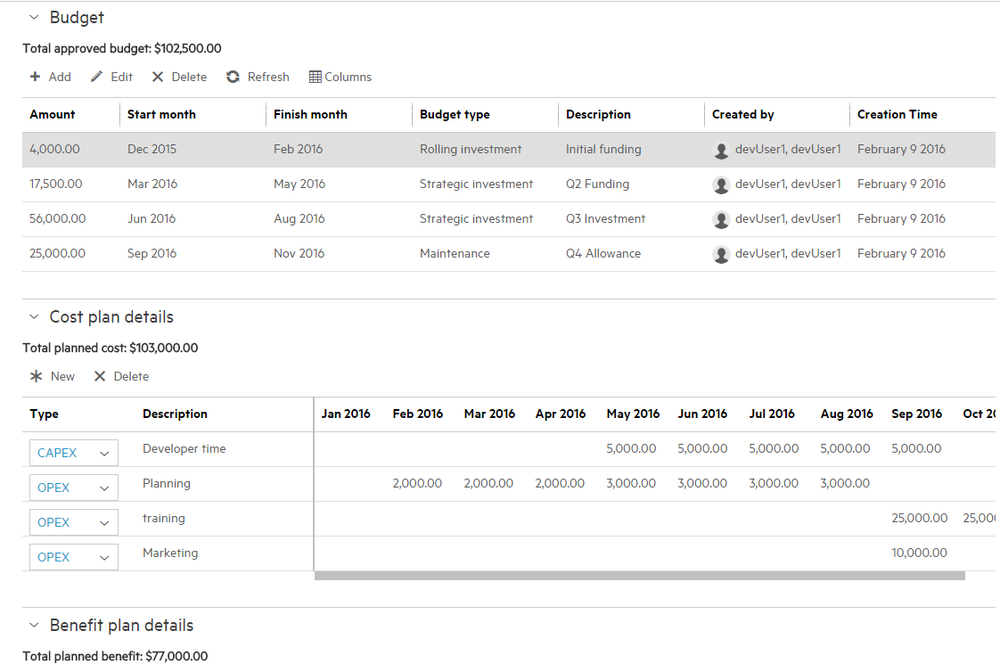 Budget
Total approved budget: $102,500.00
Add Edit Delete Refresh Columns
Amount Start month Finish month Budget type Description Created by Creation Time
4,000.00 Dec 2015 Feb 2016 Rolling investment Initial funding devUser1, devUser1 February 9 2016
17,500.00 Mar 2016 May 2016 Strategic investment Q2 Funding devUser1, devUser1 February 9 2016
56,000.00 Jun 2016 Aug 2016 Strategic investment Q3 Investment devUser1, devUser1 February 9 2016
25,000.00 Sep 2016 Nov 2016 Maintenance Q4 Allowance devUser1, devUser1 February 9 2016
Cost plan details
Total planned cost: $103,000.00
New Delete
Type Description Jan 2016 Feb 2016 Mar 2016 Apr 2016 May 2016 Jun 2016 Jul 2016 Aug 2016 Sep 2016 Oct
CAPEX Developer time 5,000.00 5,000.00 5,000.00 5,000.00 5,000.00
OPEX Planning 2,000.00 2,000.00 2,000.00 3,000.00 3,000.00 3,000.00 3,000.00
OPEX training 25,000.00
OPEX Marketing 10,000.00
Benefit plan details
Total planned benefit: $77,000.00